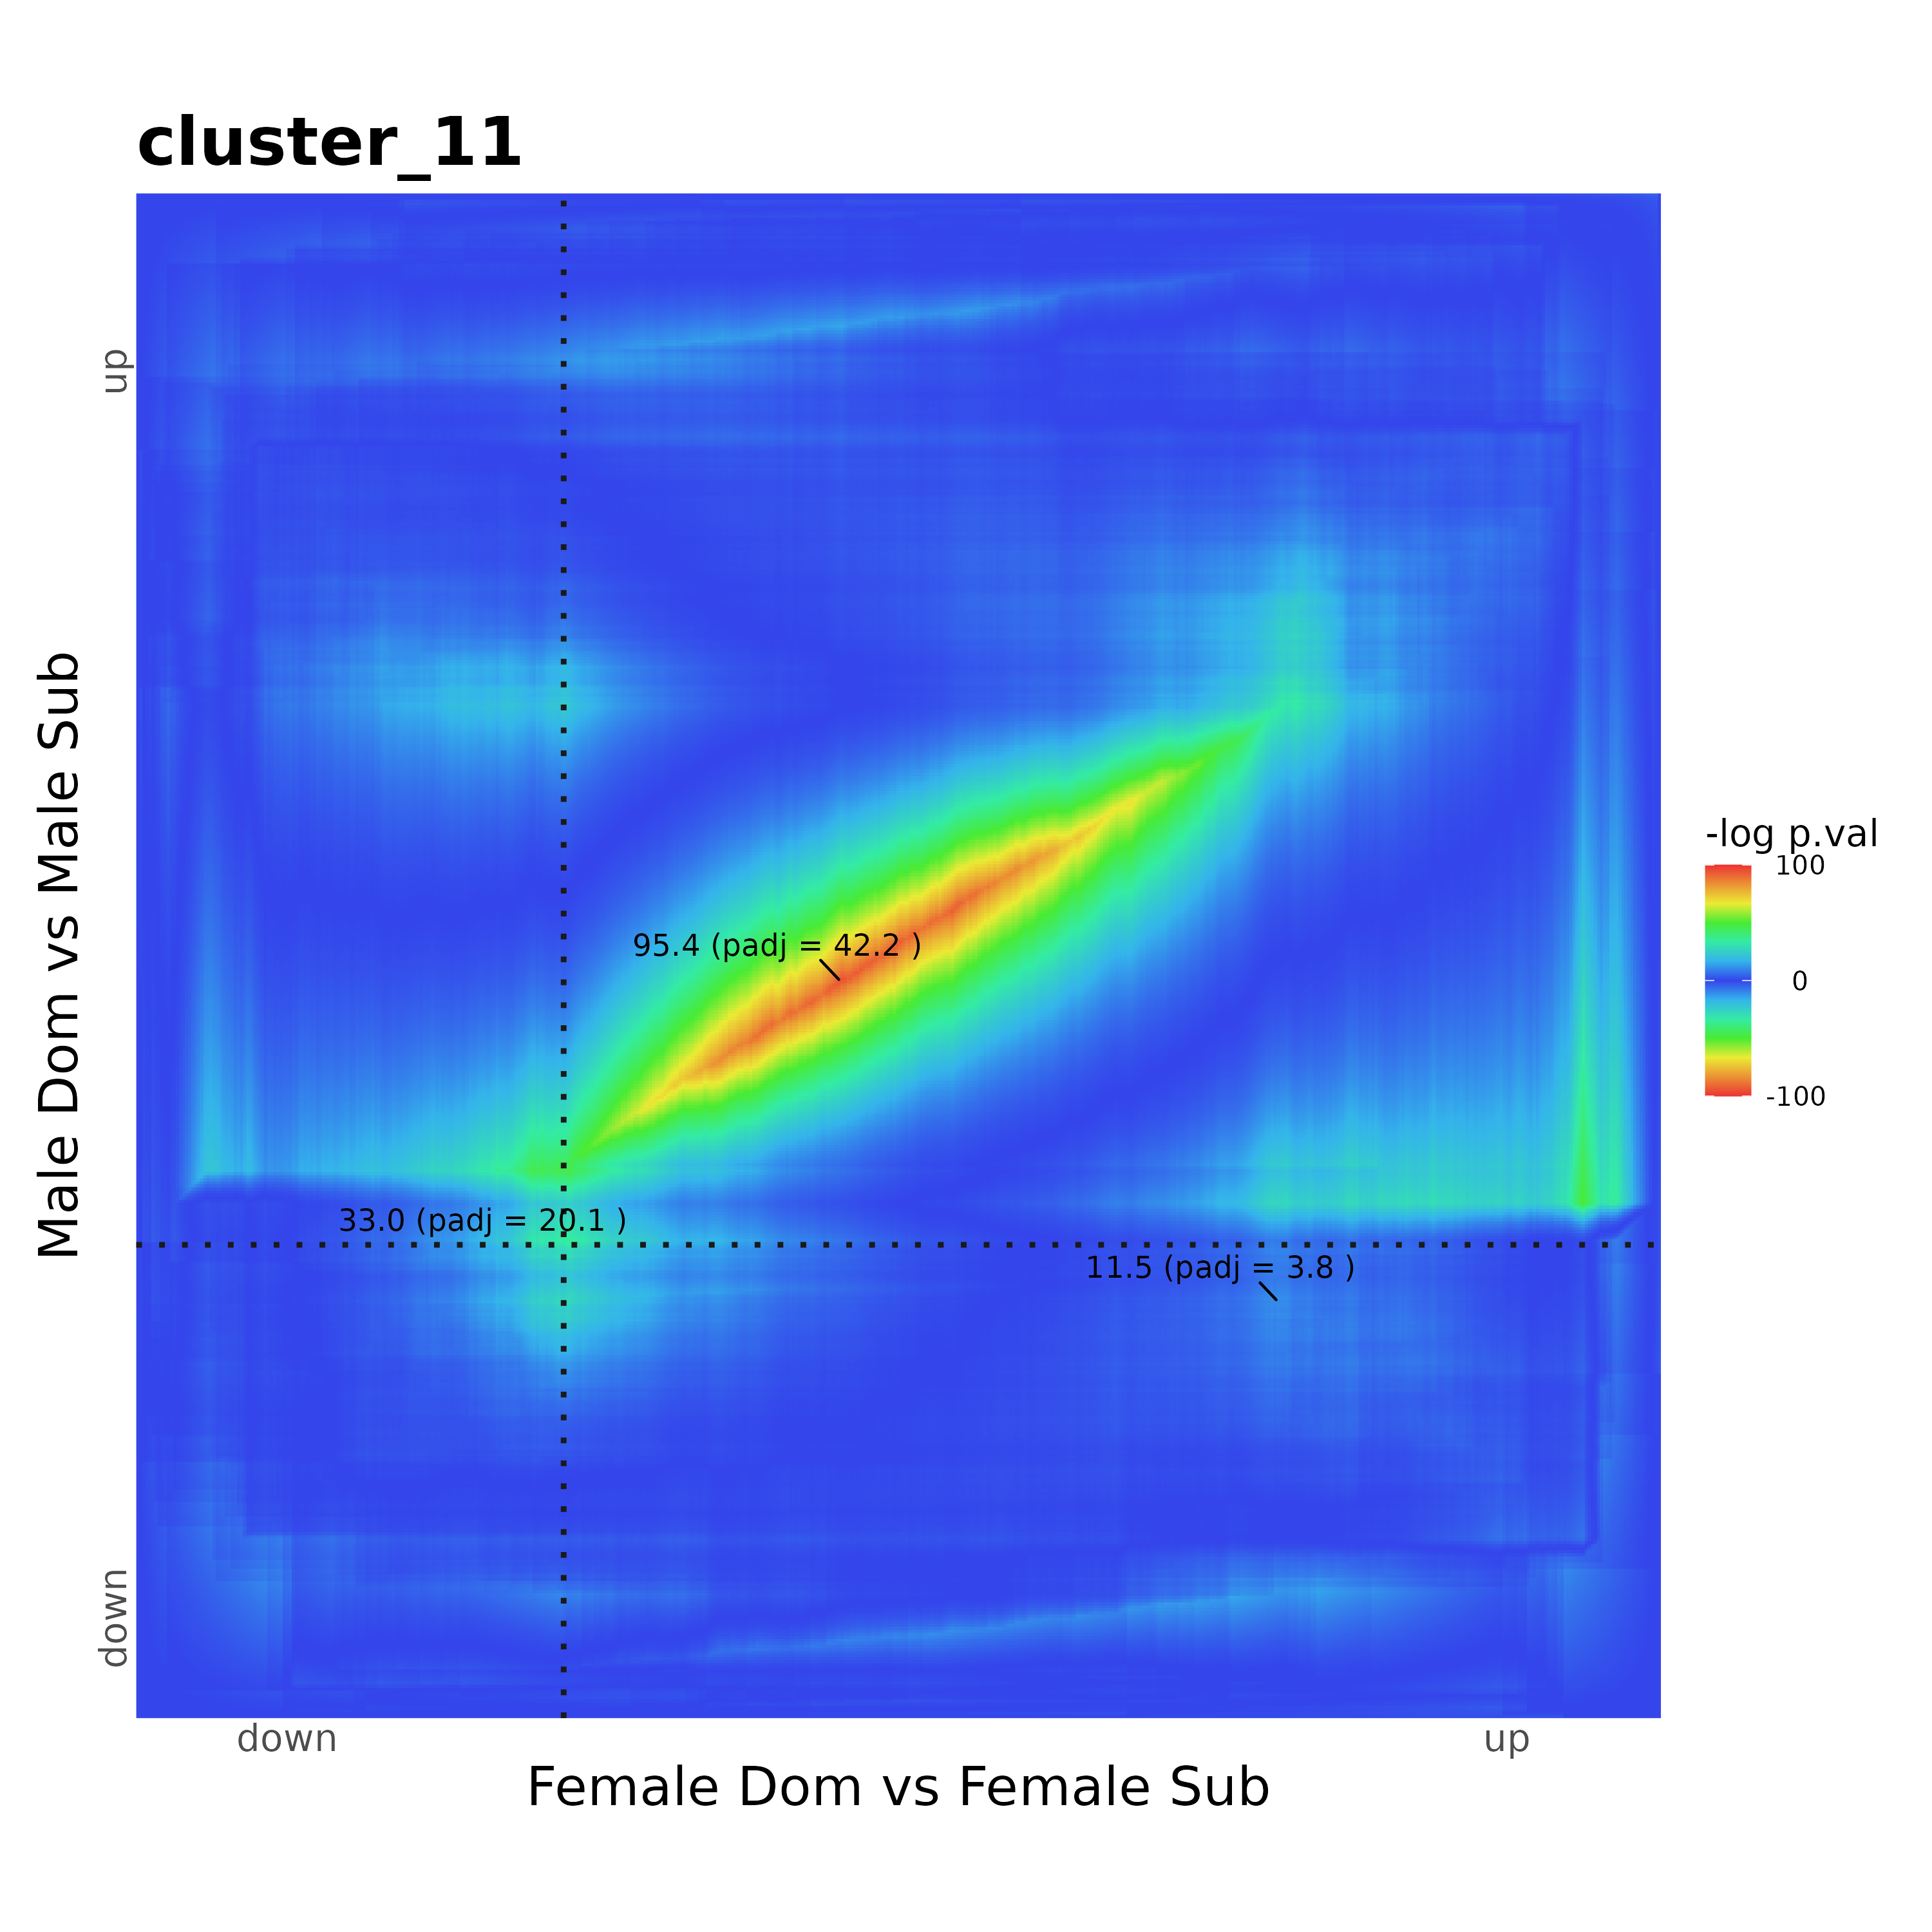 cluster_11
up
Male Dom vs Male Sub
down
95.4 (padj = 42.2 )
33.0 (padj = 20.1 )
11.5 (padj = 3.8 )
-log p.val
100
0
-100
down
up
Female Dom vs Female Sub